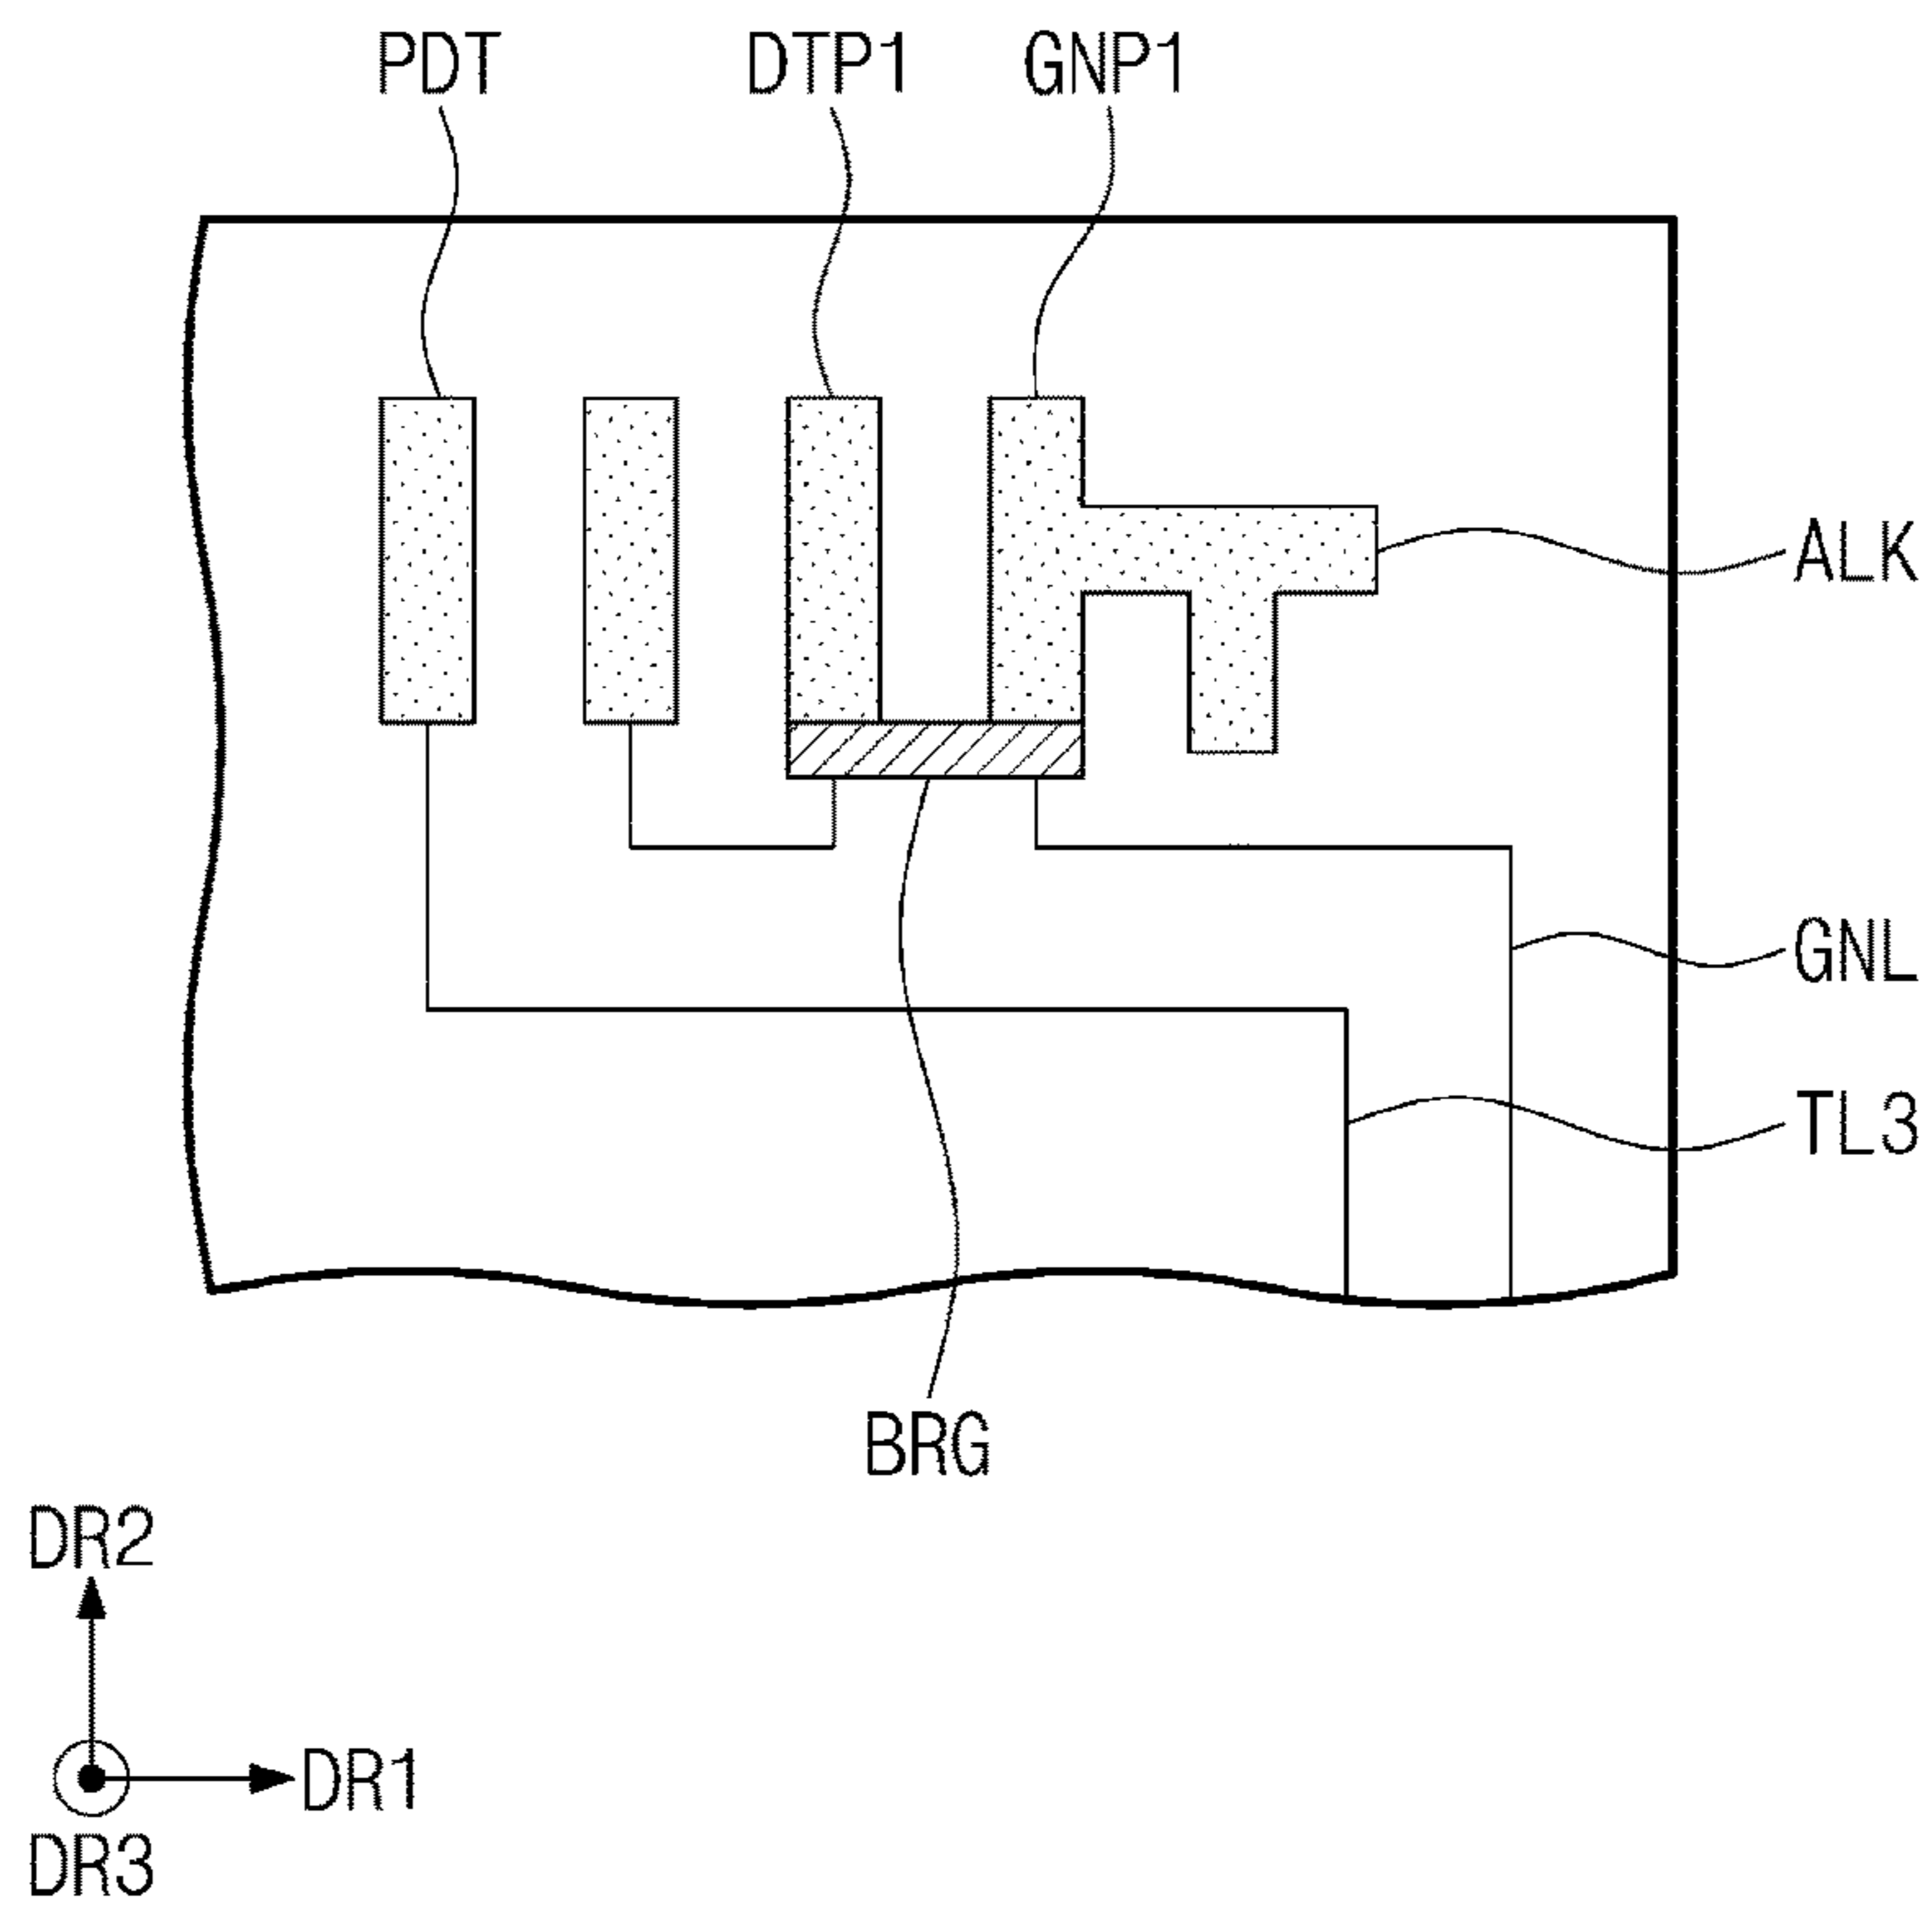 PDT DTP1 GNP1
ALK
GNL
TL3
BRG
DR2
DR1
DR3